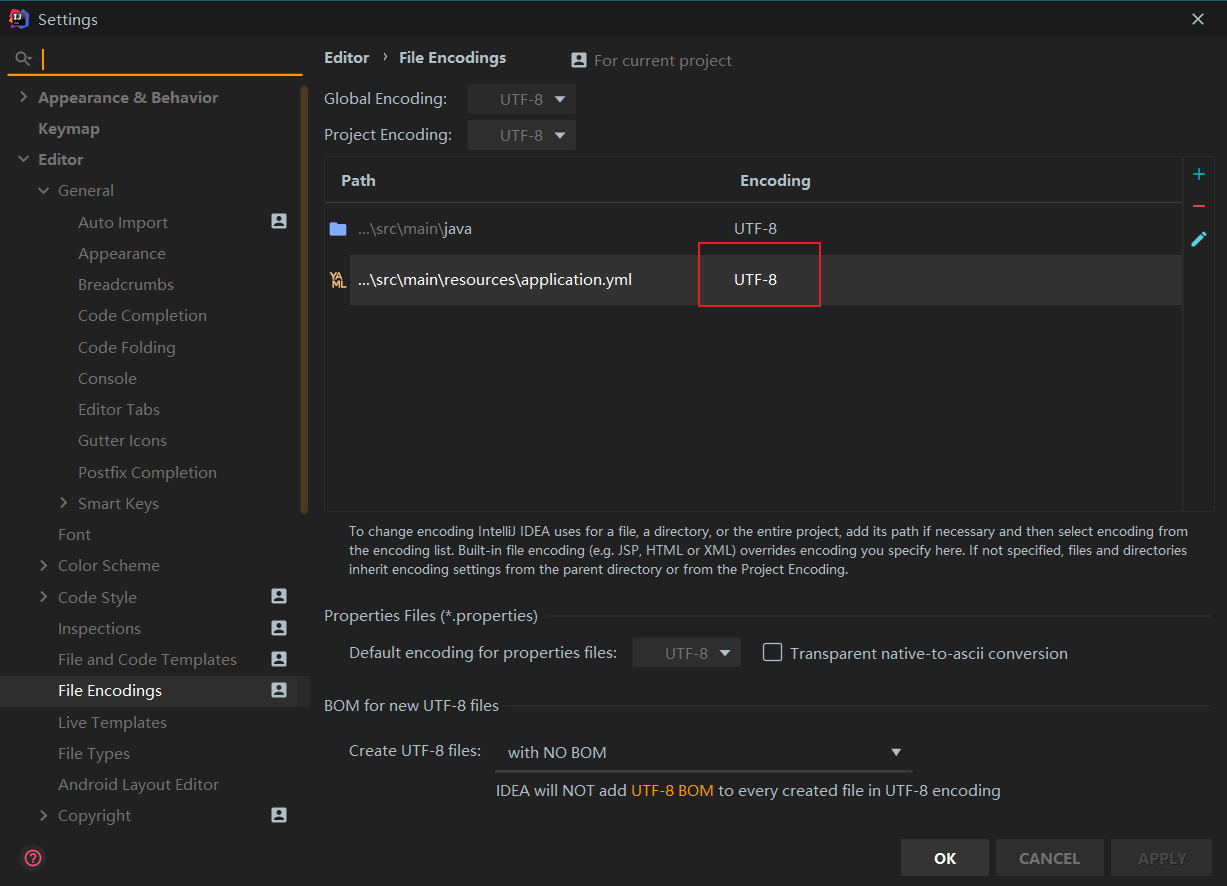 Settings
Appearance & Behavior
Keymap
Editor
General
Auto Import
Appearance
Breadcrumbs
Code Completion
Code Folding
Console
Editor Tabs
Gutter Icons
Postfix Completion
Smart Keys
Font
Color Scheme
Code Style
Inspections
File and Code Templates
File Encodings
Live Templates
File Types
Android Layout Editor
Copyright
Editor › File Encodings For current project
Global Encoding: UTF-8
Project Encoding: UTF-8
Path Encoding
...\src\main\java UTF-8
...\src\main\resources\application.yml UTF-8
To change encoding IntelliJ IDEA uses for a file, a directory, or the entire project, add its path if necessary and then select encoding from
the encoding list. Built-in file encoding (e.g. JSP, HTML or XML) overrides encoding you specify here. If not specified, files and directories
inherit encoding settings from the parent directory or from the Project Encoding.
Properties Files (*.properties)
Default encoding for properties files: UTF-8 Transparent native-to-ascii conversion
BOM for new UTF-8 files
Create UTF-8 files: with NO BOM
IDEA will NOT add UTF-8 BOM to every created file in UTF-8 encoding
OK CANCEL APPLY